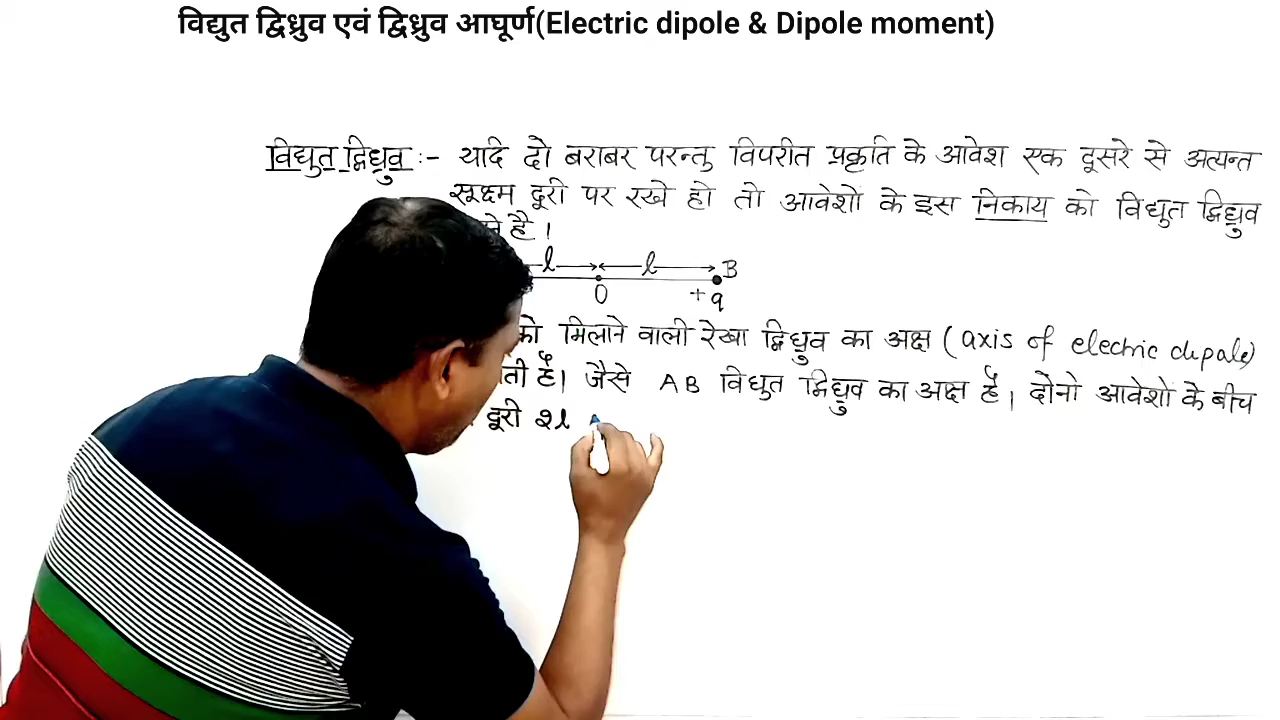 विद्युत द्विध्रुव एवं द्विध्रुव आघूर्ण(Electric dipole & Dipole moment)
विद्युत द्विध्रुव :- यदि दो बराबर परन्तु विपरीत प्रकृति के आवेश एक दूसरे से अत्यन्त
सूक्ष्म दूरी पर रखे हो तो आवेशो के इस निकाय को विद्युत द्विध्रुव
है।
l l B
O +q
को मिलाने वाली रेखा द्विध्रुव का अक्ष (axis of electric dipale)
है। जैसे AB विद्युत द्विध्रुव का अक्ष है, दोनो आवेशो के बीच
दूरी 2l